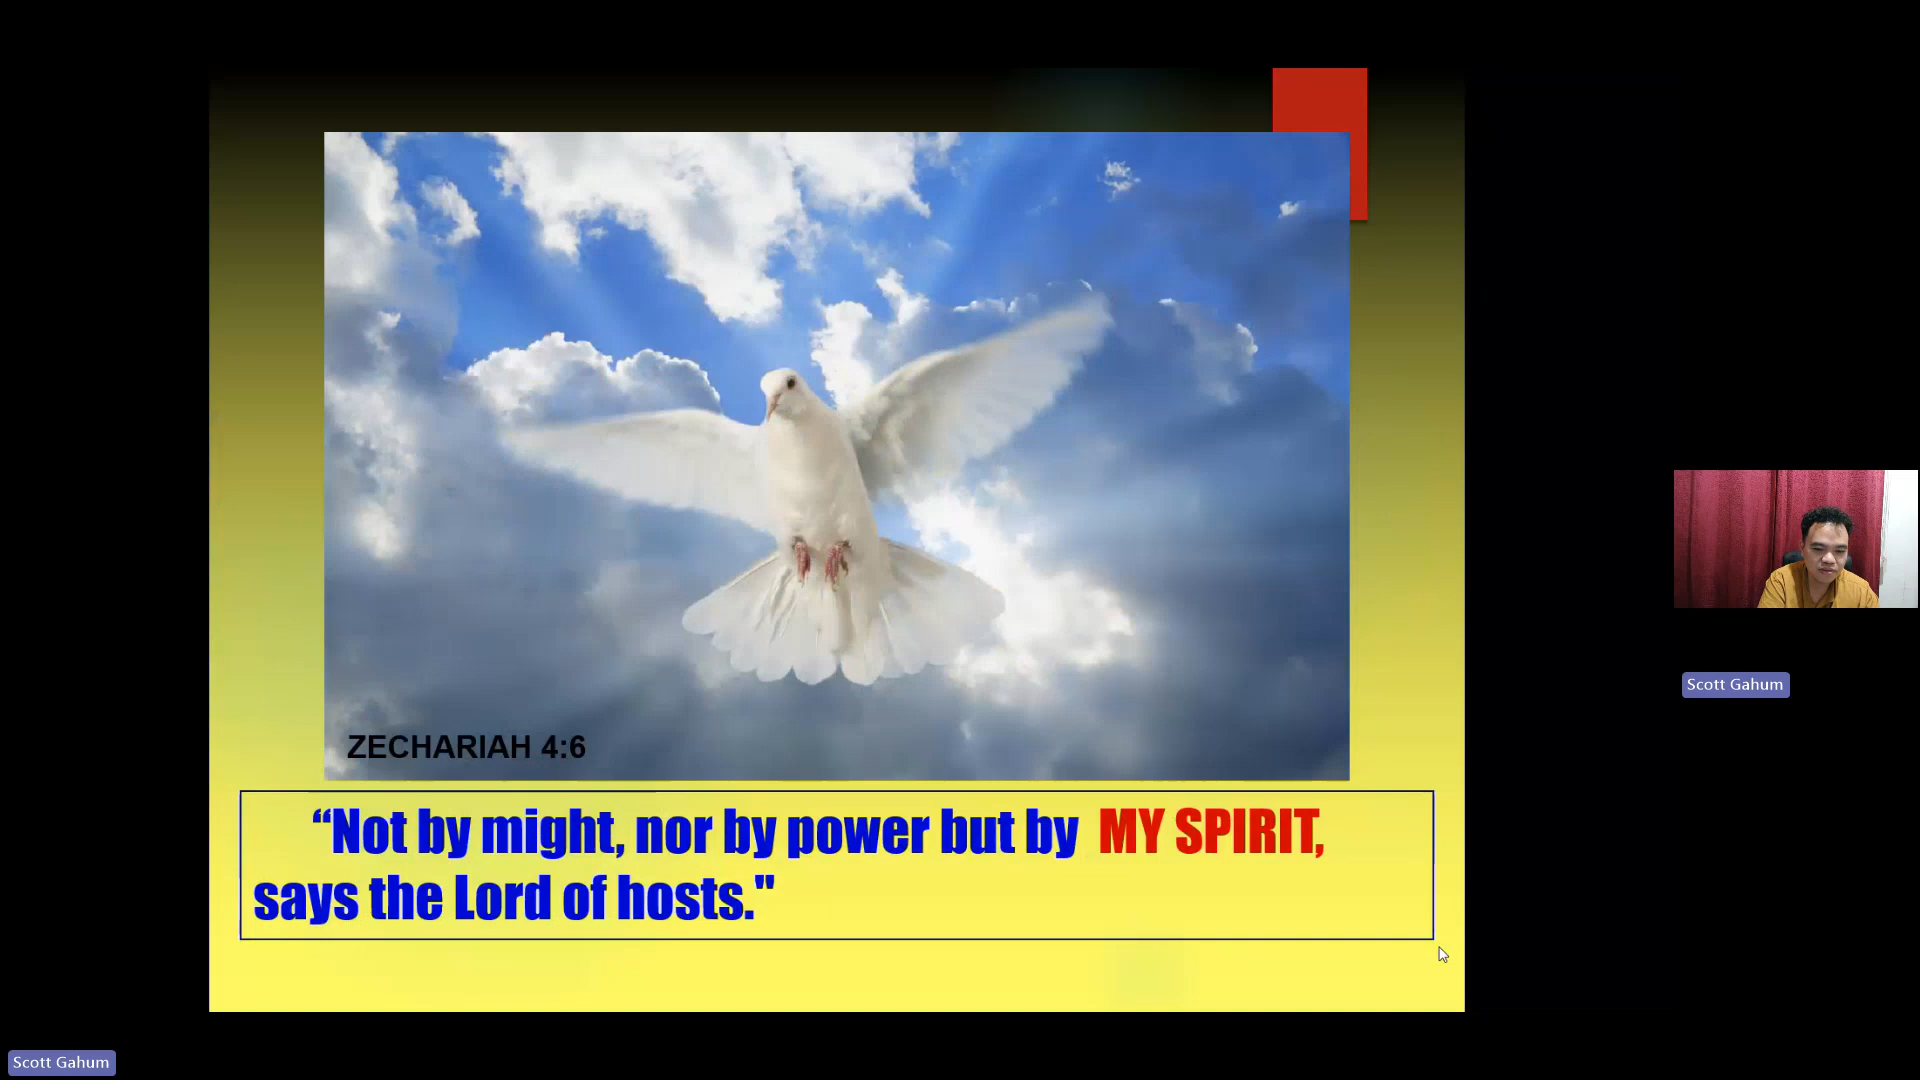 ZECHARIAH 4:6
“Not by might, nor by power but by MY SPIRIT,
says the Lord of hosts."
Scott Gahum
Scott Gahum